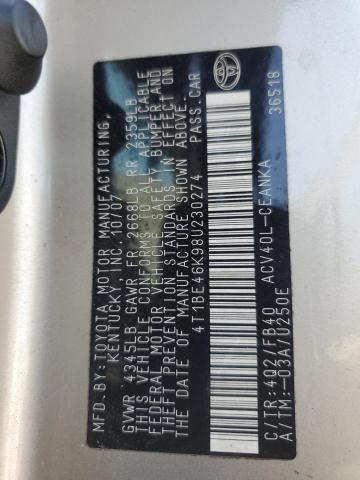 MFD.BY:TOYOTA MOTOR MANUFACTURING,
KENTUCKY, INC. 10/07
GVWR 4345LB GAWR FR 2668LB RR 2359LB
THIS VEHICLE CONFORMS TO ALL APPLICABLE
FEDERAL MOTOR VEHICLE SAFETY, BUMPER, AND
THEFT PREVENTION STANDARDS IN EFFECT ON
THE DATE OF MANUFACTURE SHOWN ABOVE.
4T1BE46K98U230274 PASS.CAR
C/TR:4Q2/FB40 ACV40L-CEANKA
A/TM:-03A/U250E 36518